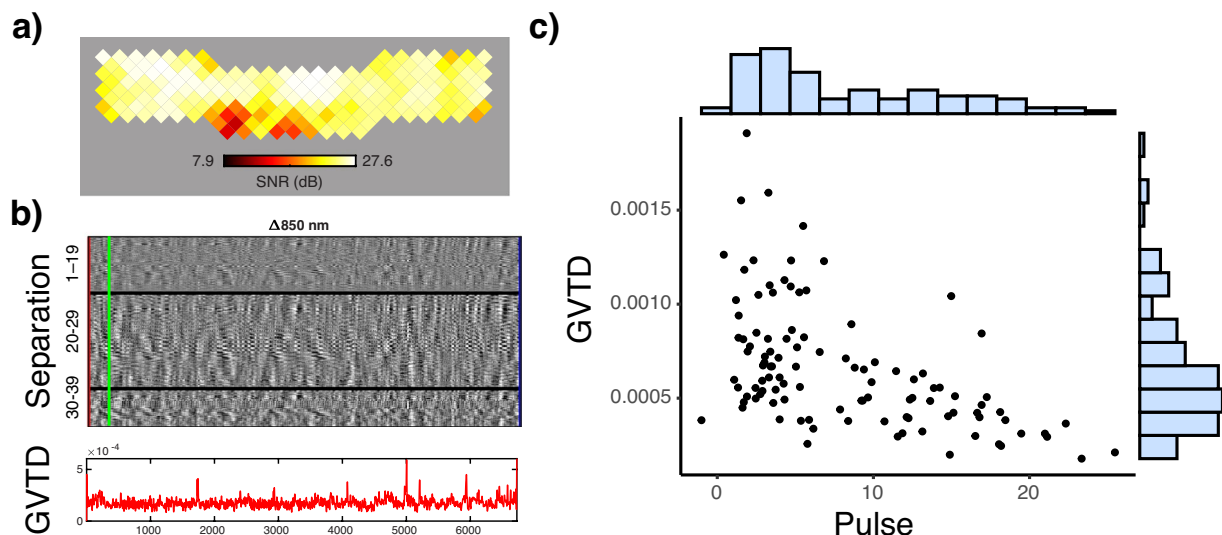 a)
7.9 27.6
SNR (dB)
b)
Δ850 nm
Separation
1–19
20-29
30-39
GVTD
×10⁻⁴
5
0
1000 2000 3000 4000 5000 6000
c)
GVTD
0.0015
0.0010
0.0005
0 10 20
Pulse